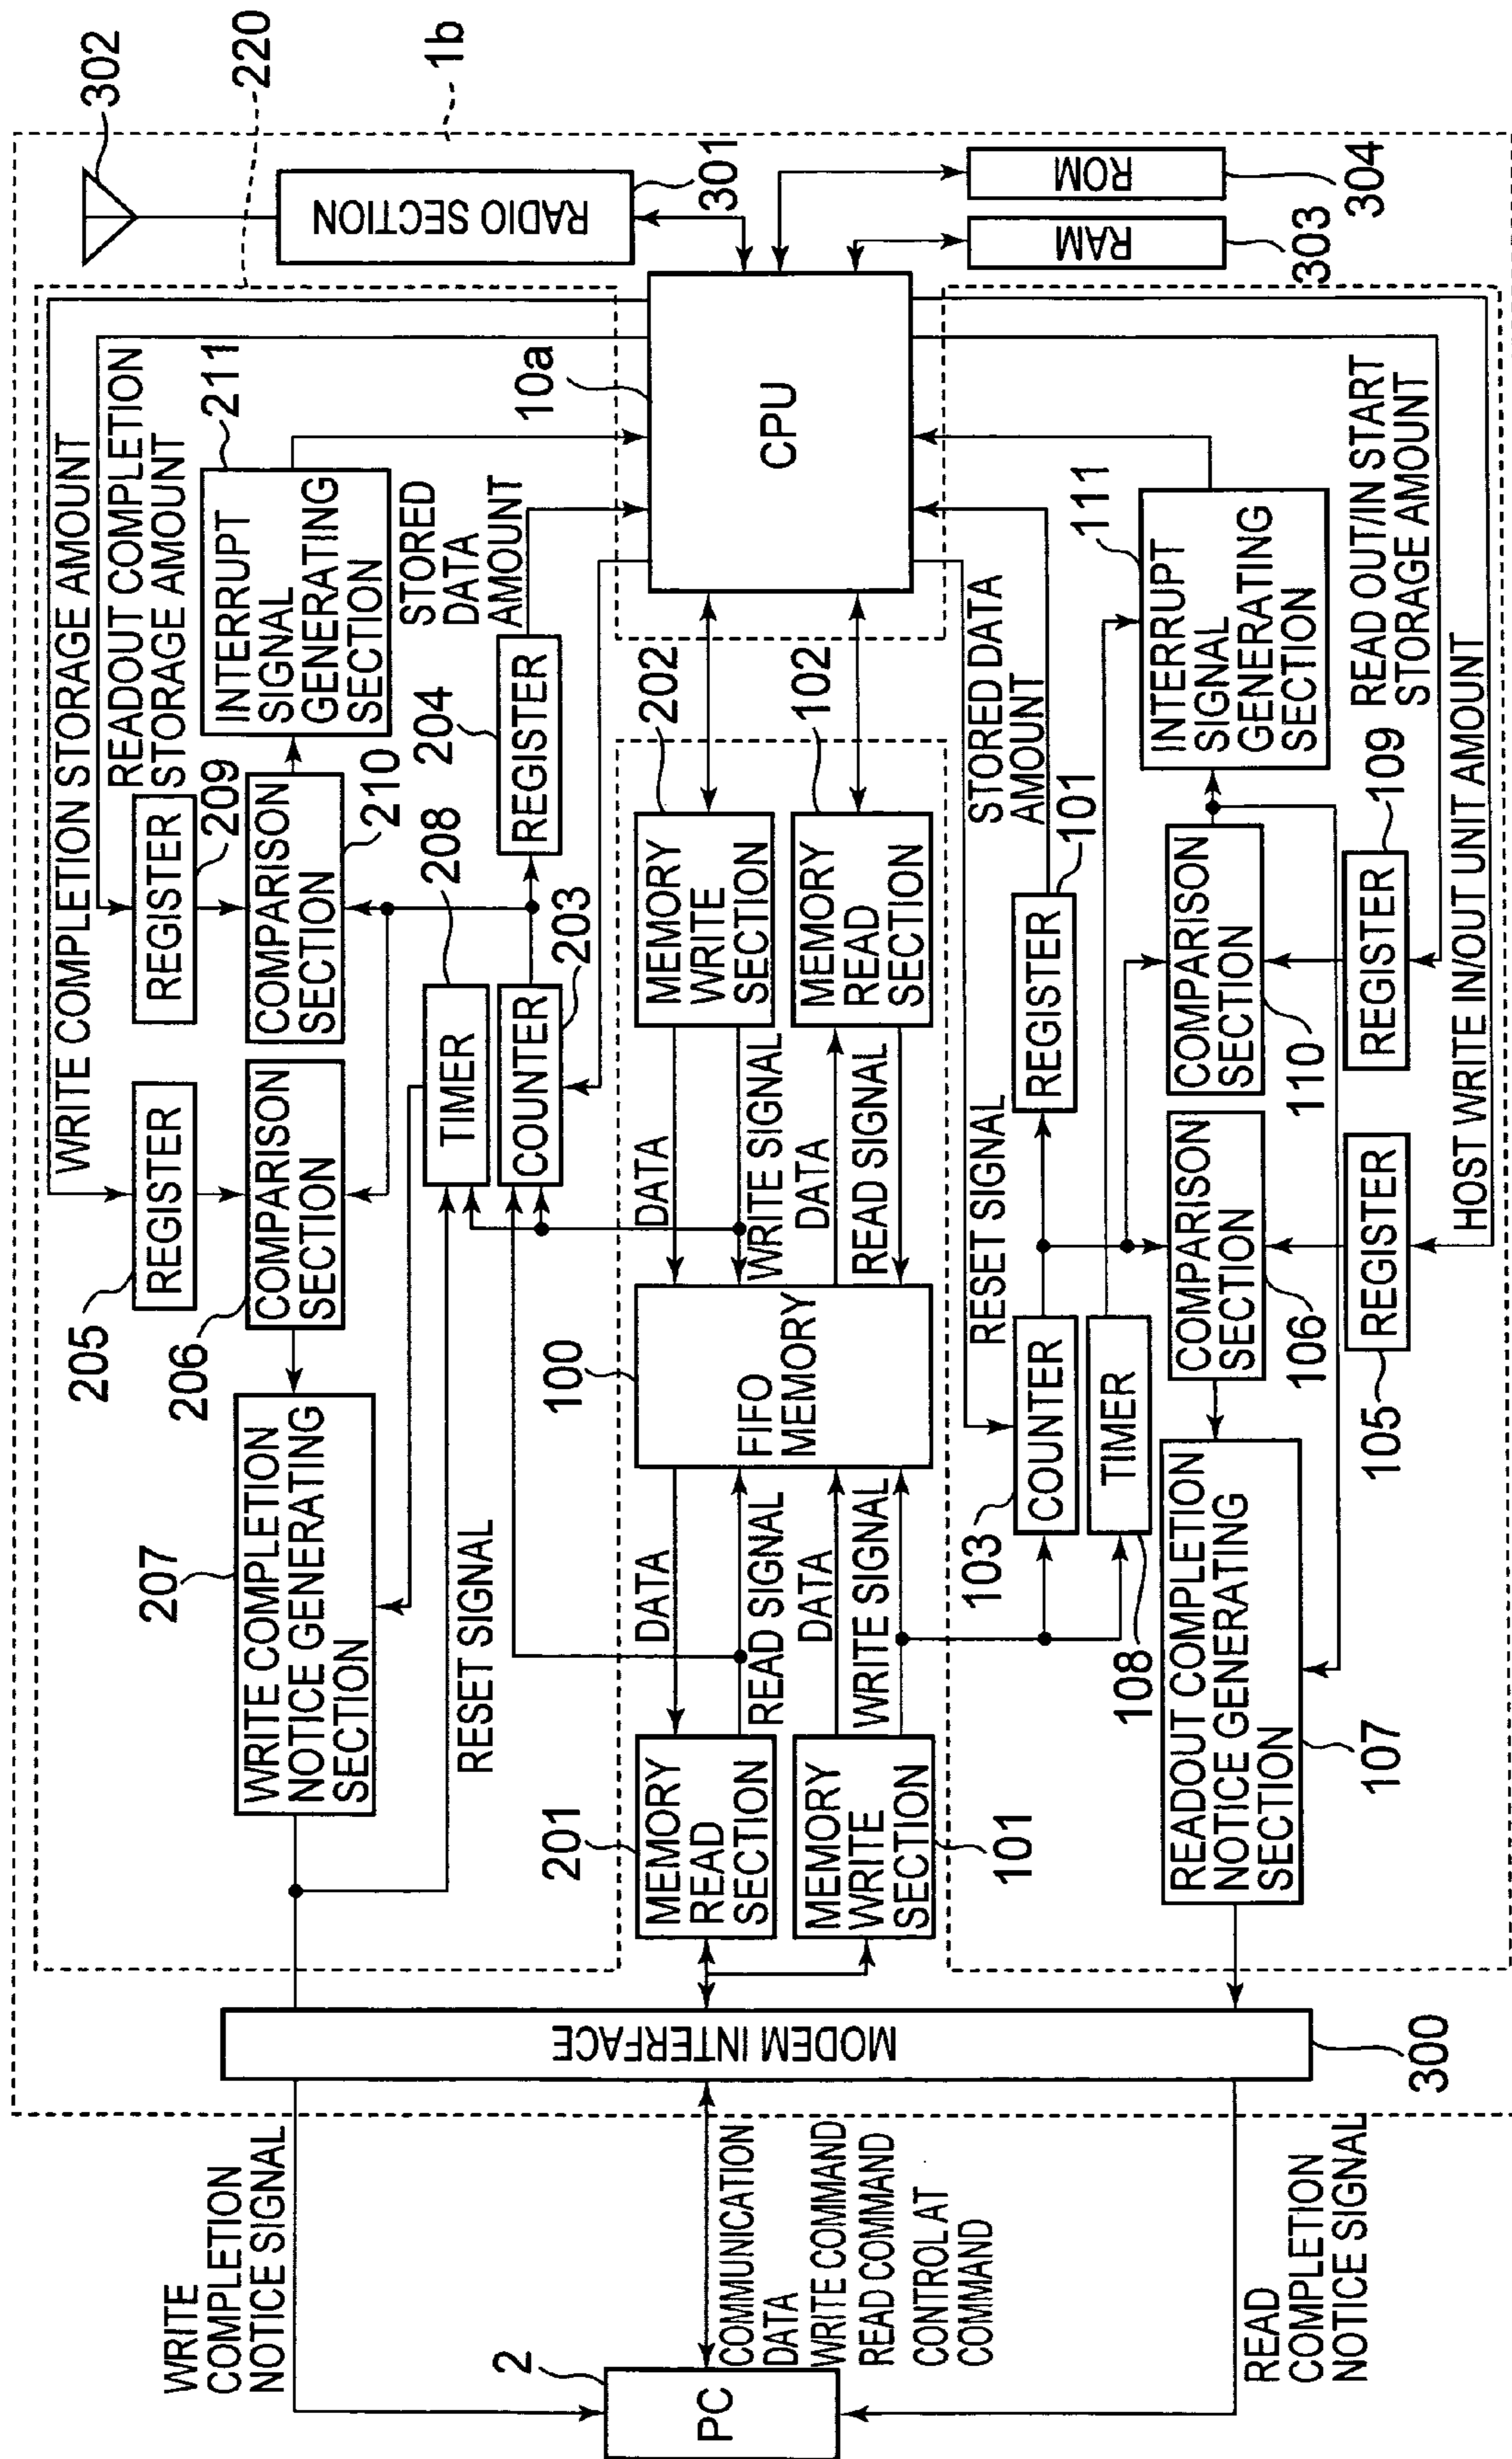 WRITE
COMPLETION
NOTICE SIGNAL
2
PC
COMMUNICATION
DATA
WRITE COMMAND
READ COMMAND
CONTROL AT
COMMAND
READ
COMPLETION
NOTICE SIGNAL
MODEM INTERFACE
300
207
WRITE COMPLETION
NOTICE GENERATING
SECTION
RESET SIGNAL
205
REGISTER
206
COMPARISON
SECTION
WRITE COMPLETION STORAGE AMOUNT
READOUT COMPLETION
STORAGE AMOUNT
REGISTER
209
COMPARISON
SECTION
210
211
INTERRUPT
SIGNAL
GENERATING
SECTION
208
TIMER
COUNTER
203
204
REGISTER
STORED
DATA
AMOUNT
201
MEMORY
READ
SECTION
MEMORY
WRITE
SECTION
101
DATA
READ SIGNAL
DATA
WRITE SIGNAL
100
FIFO
MEMORY
DATA
WRITE SIGNAL
DATA
READ SIGNAL
202
MEMORY
WRITE
SECTION
102
MEMORY
READ
SECTION
10a
CPU
302
220
1b
RADIO SECTION
301
ROM
304
RAM
303
RESET SIGNAL
STORED DATA
AMOUNT
103
COUNTER
TIMER
108
REGISTER
101
READOUT COMPLETION
NOTICE GENERATING
SECTION
107
COMPARISON
SECTION
106
REGISTER
105
COMPARISON
SECTION
110
REGISTER
109
INTERRUPT
SIGNAL
GENERATING
SECTION
111
READ OUT/IN START
STORAGE AMOUNT
HOST WRITE IN/OUT UNIT AMOUNT